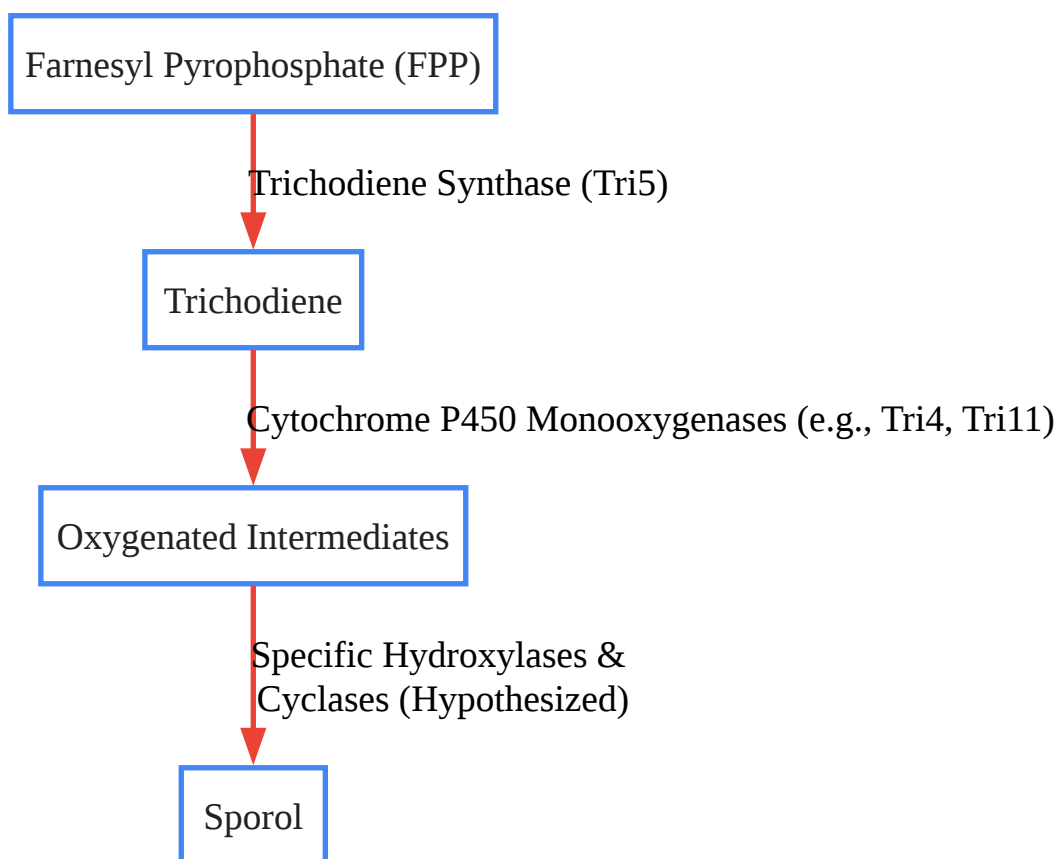 Farnesyl Pyrophosphate (FPP)
Trichodiene Synthase (Tri5)
Trichodiene
Cytochrome P450 Monooxygenases (e.g., Tri4, Tri11)
Oxygenated Intermediates
Specific Hydroxylases &
Cyclases (Hypothesized)
Sporol